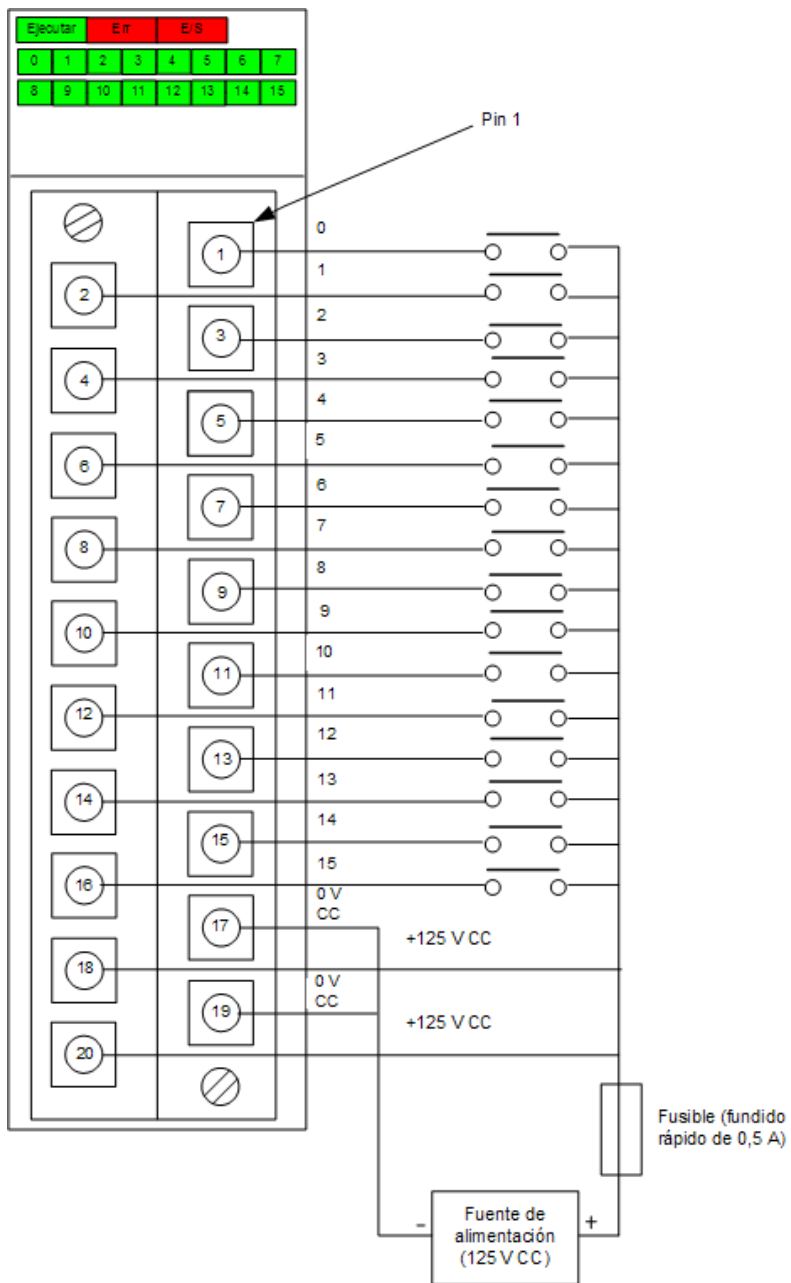 Ejecutar Err E/S
0 1 2 3 4 5 6 7
8 9 10 11 12 13 14 15
Pin 1
0
1
1
2
2
3
3
4
4
5
5
6
6
7
7
8
8
9
9
10
10
11
11
12
12
13
13
14
14
15
15
16
0 V
CC
17
+125 V CC
18
0 V
CC
19
+125 V CC
20
Fusible (fundido
rápido de 0,5 A)
Fuente de
alimentación
(125 V CC)
- +